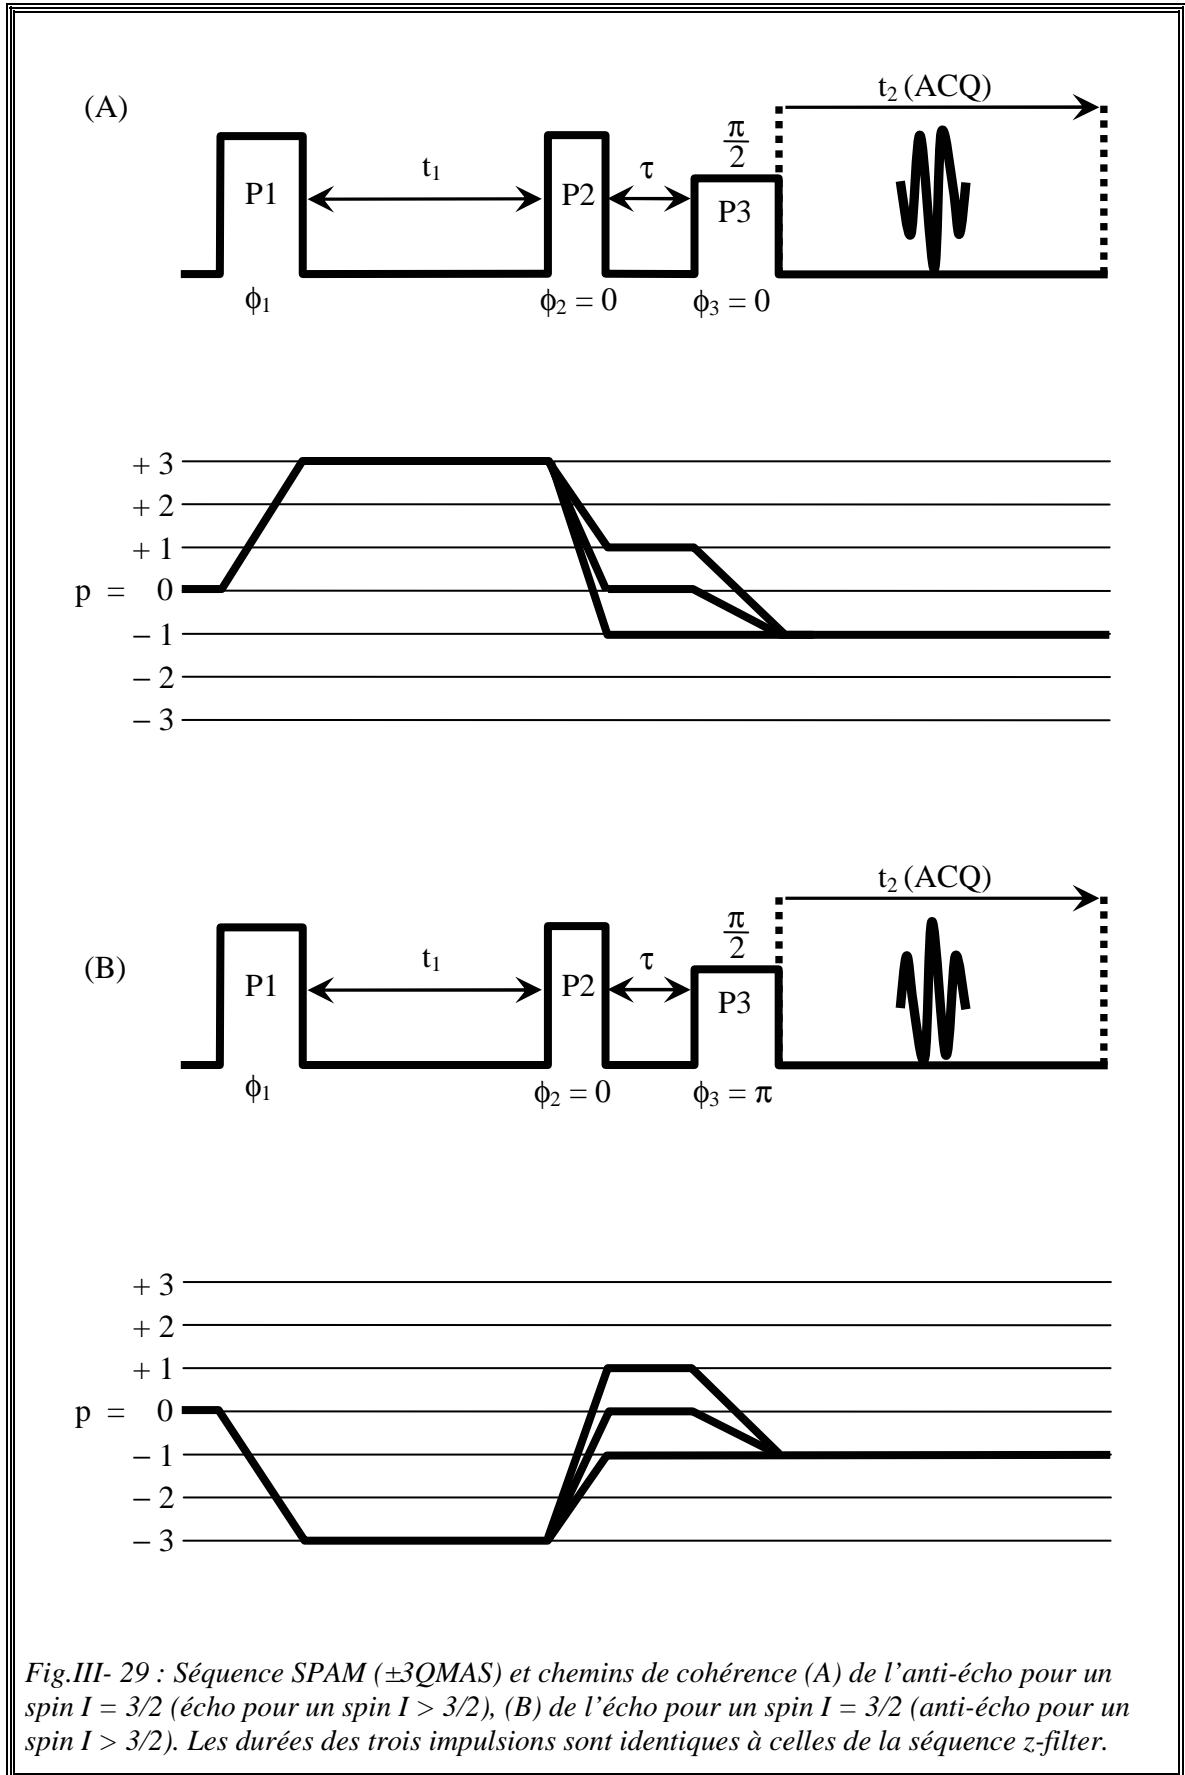 (A)
t₂ (ACQ)
P1
t₁
P2
τ
π/2
P3
ϕ₁
ϕ₂ = 0
ϕ₃ = 0
+ 3
+ 2
+ 1
p = 0
− 1
− 2
− 3
(B)
t₂ (ACQ)
P1
t₁
P2
τ
π/2
P3
ϕ₁
ϕ₂ = 0
ϕ₃ = π
+ 3
+ 2
+ 1
p = 0
− 1
− 2
− 3
Fig.III- 29 : Séquence SPAM (±3QMAS) et chemins de cohérence (A) de l’anti-écho pour un
spin I = 3/2 (écho pour un spin I > 3/2), (B) de l’écho pour un spin I = 3/2 (anti-écho pour un
spin I > 3/2). Les durées des trois impulsions sont identiques à celles de la séquence z-filter.